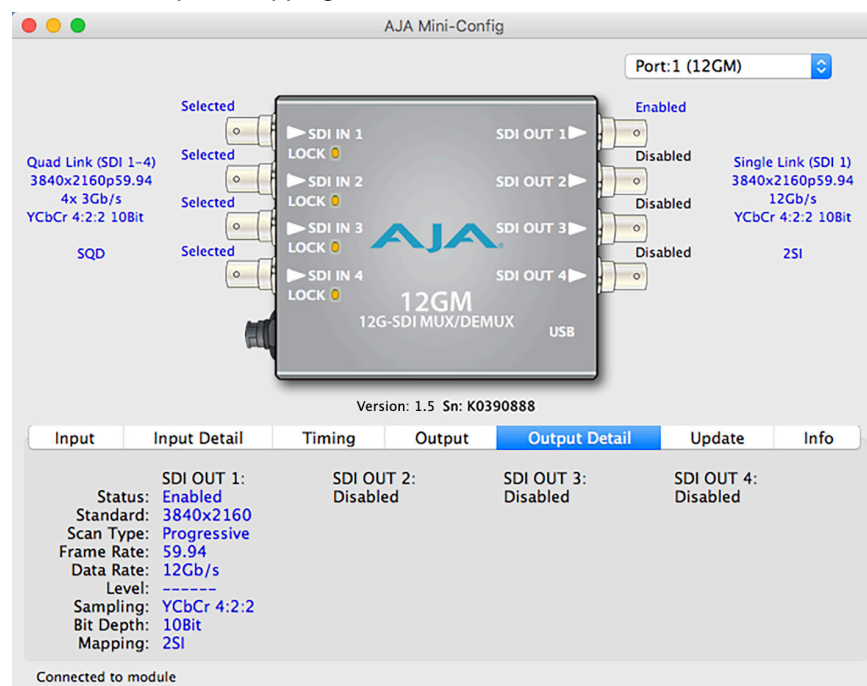 AJA Mini-Config
Port:1 (12GM)
Selected
Selected
Selected
Selected
Quad Link (SDI 1-4)
3840x2160p59.94
4x 3Gb/s
YCbCr 4:2:2 10Bit
SQD
SDI IN 1
LOCK
SDI IN 2
LOCK
SDI IN 3
LOCK
SDI IN 4
LOCK
AJA
12GM
12G-SDI MUX/DEMUX
USB
SDI OUT 1
SDI OUT 2
SDI OUT 3
SDI OUT 4
Enabled
Disabled
Disabled
Disabled
Single Link (SDI 1)
3840x2160p59.94
12Gb/s
YCbCr 4:2:2 10Bit
2SI
Version: 1.5 Sn: K0390888
Input Input Detail Timing Output Output Detail Update Info
SDI OUT 1: SDI OUT 2: SDI OUT 3: SDI OUT 4:
Status: Enabled Disabled Disabled Disabled
Standard: 3840x2160
Scan Type: Progressive
Frame Rate: 59.94
Data Rate: 12Gb/s
Level: ------
Sampling: YCbCr 4:2:2
Bit Depth: 10Bit
Mapping: 2SI
Connected to module